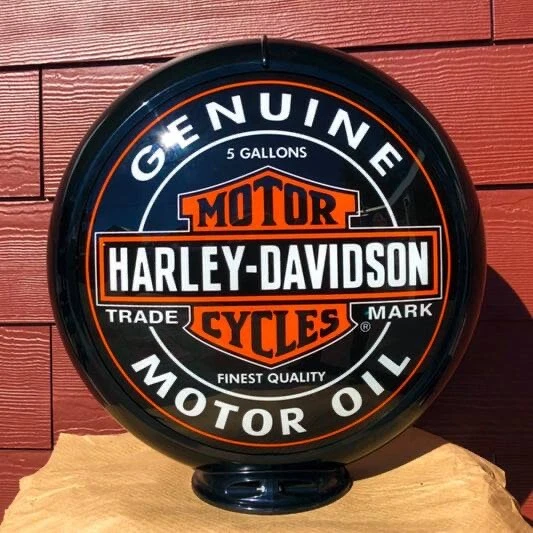 GENUINE
5 GALLONS
MOTOR
HARLEY-DAVIDSON
TRADE MARK
CYCLES ®
FINEST QUALITY
MOTOR OIL